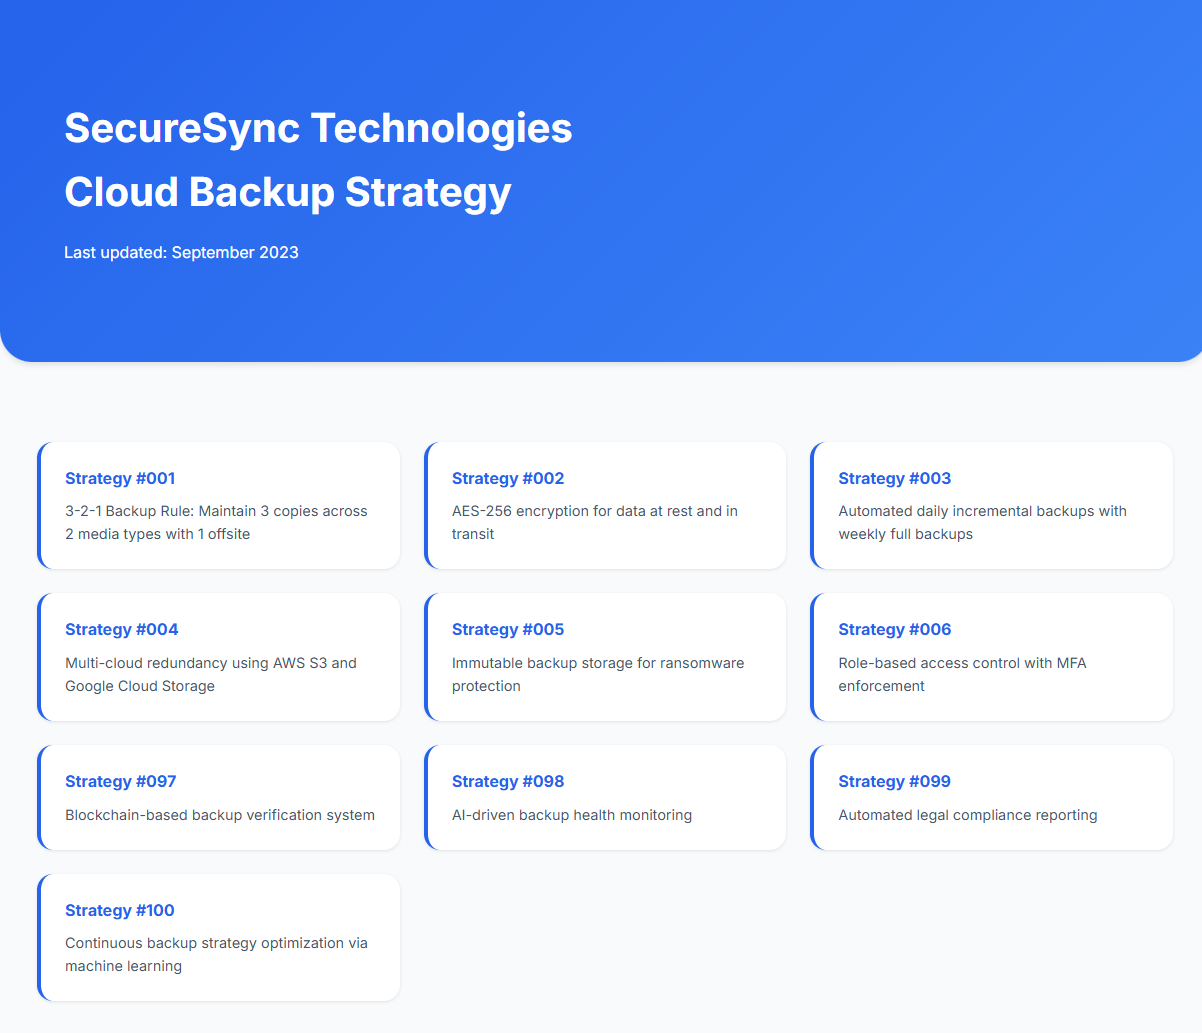 SecureSync Technologies
Cloud Backup Strategy
Last updated: September 2023
Strategy #001
3-2-1 Backup Rule: Maintain 3 copies across
2 media types with 1 offsite
Strategy #002
AES-256 encryption for data at rest and in
transit
Strategy #003
Automated daily incremental backups with
weekly full backups
Strategy #004
Multi-cloud redundancy using AWS S3 and
Google Cloud Storage
Strategy #005
Immutable backup storage for ransomware
protection
Strategy #006
Role-based access control with MFA
enforcement
Strategy #097
Blockchain-based backup verification system
Strategy #098
AI-driven backup health monitoring
Strategy #099
Automated legal compliance reporting
Strategy #100
Continuous backup strategy optimization via
machine learning